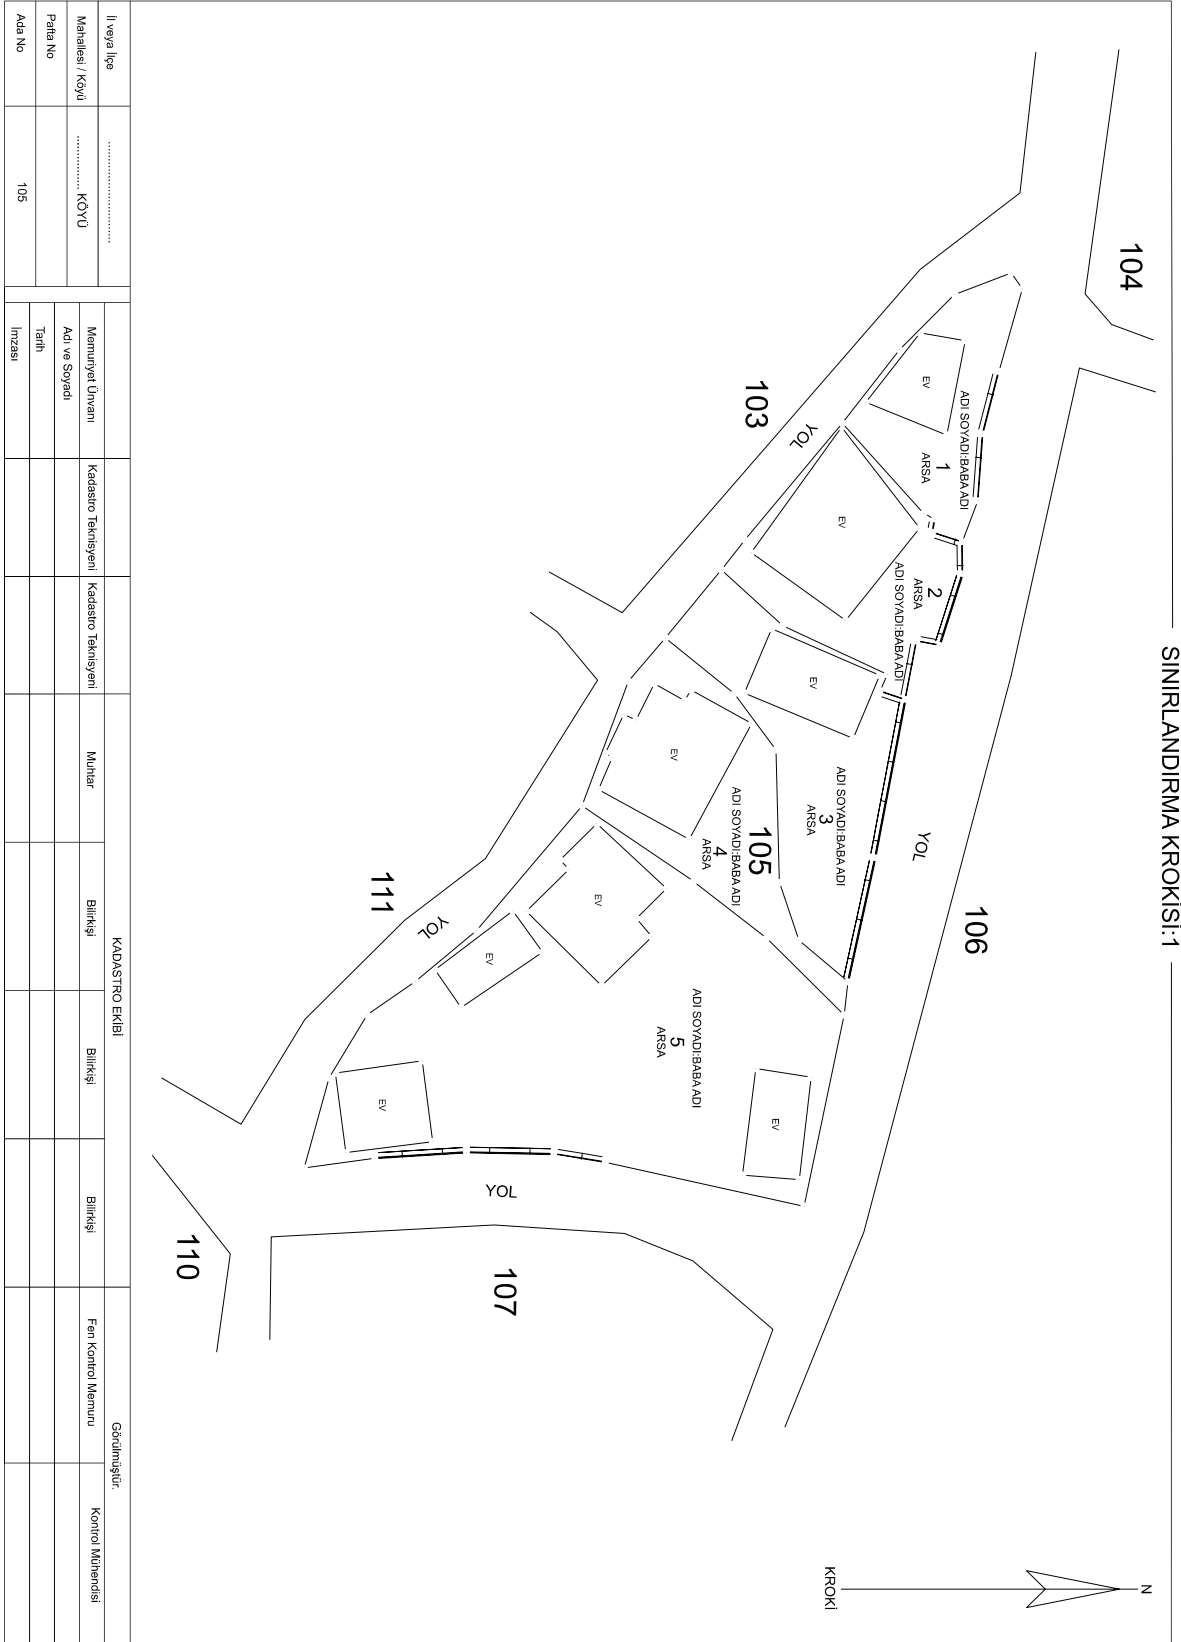 SINIRLANDIRMA KROKİSİ:1
N
KROKİ
104
106
103
YOL
YOL
ADI SOYADI:BABA ADI
1
ARSA
EV
2
ARSA
ADI SOYADI:BABA ADI
EV
ADI SOYADI:BABA ADI
3
ARSA
EV
105
ADI SOYADI:BABA ADI
4
ARSA
EV
ADI SOYADI:BABA ADI
5
ARSA
EV
EV
EV
EV
111
YOL
YOL
107
110
İl veya İlçe ............................
Mahallesi / Köyü .............. KÖYÜ
Pafta No
Ada No 105
KADASTRO EKİBİ Görülmüştür.
Memuriyet Ünvanı Kadastro Teknisyeni Kadastro Teknisyeni Muhtar Bilirkişi Bilirkişi Bilirkişi Fen Kontrol Memuru Kontrol Mühendisi
Adı ve Soyadı
Tarih
İmzası